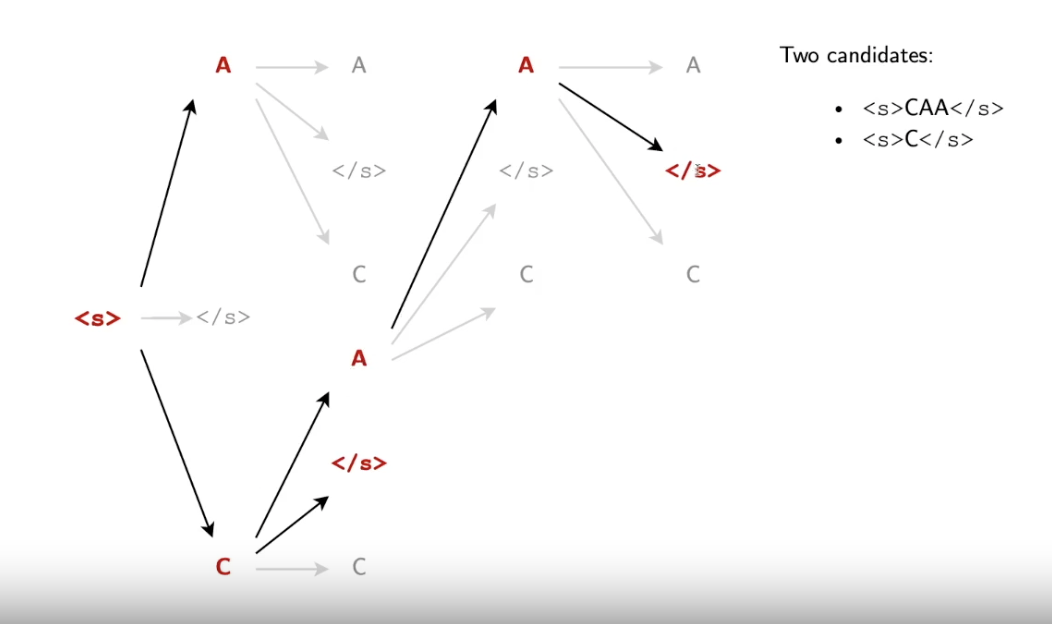 A
A
A
A
Two candidates:
• <s>CAA</s>
• <s>C</s>
</s>
</s>
</s>
C
C
C
<s>
</s>
A
</s>
C
C